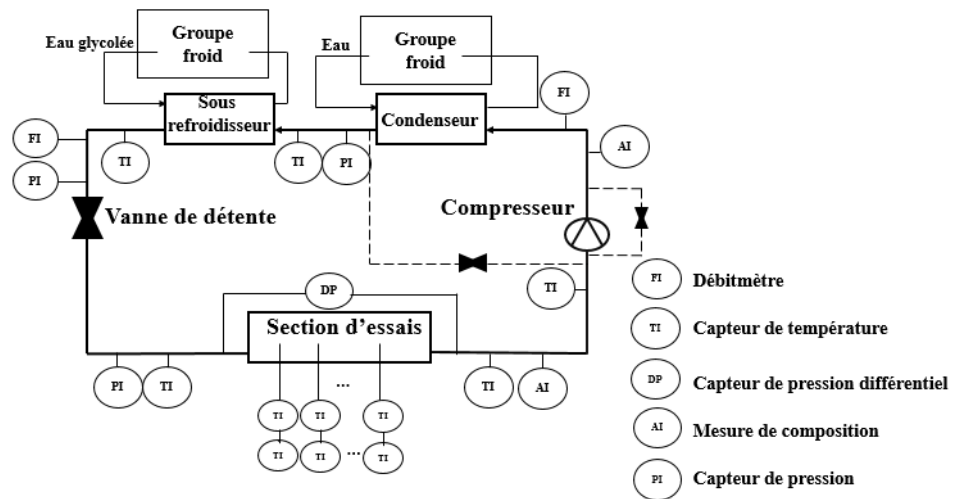 Groupe
froid
Groupe
froid
Eau glycolée
Eau
Sous
refroidisseur
Condenseur
FI
FI
TI
TI
PI
AI
PI
Vanne de détente
Compresseur
DP
TI
Section d'essais
PI
TI
TI
AI
...
TI
TI
TI
TI
TI
...
TI
FI
Débitmètre
TI
Capteur de température
DP
Capteur de pression différentiel
AI
Mesure de composition
PI
Capteur de pression